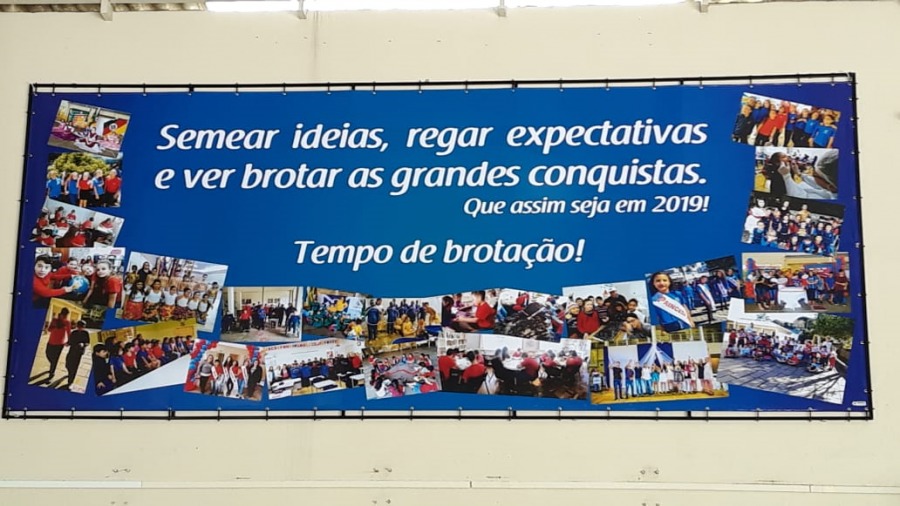 Semear ideias, regar expectativas
e ver brotar as grandes conquistas.
Que assim seja em 2019!
Tempo de brotação!